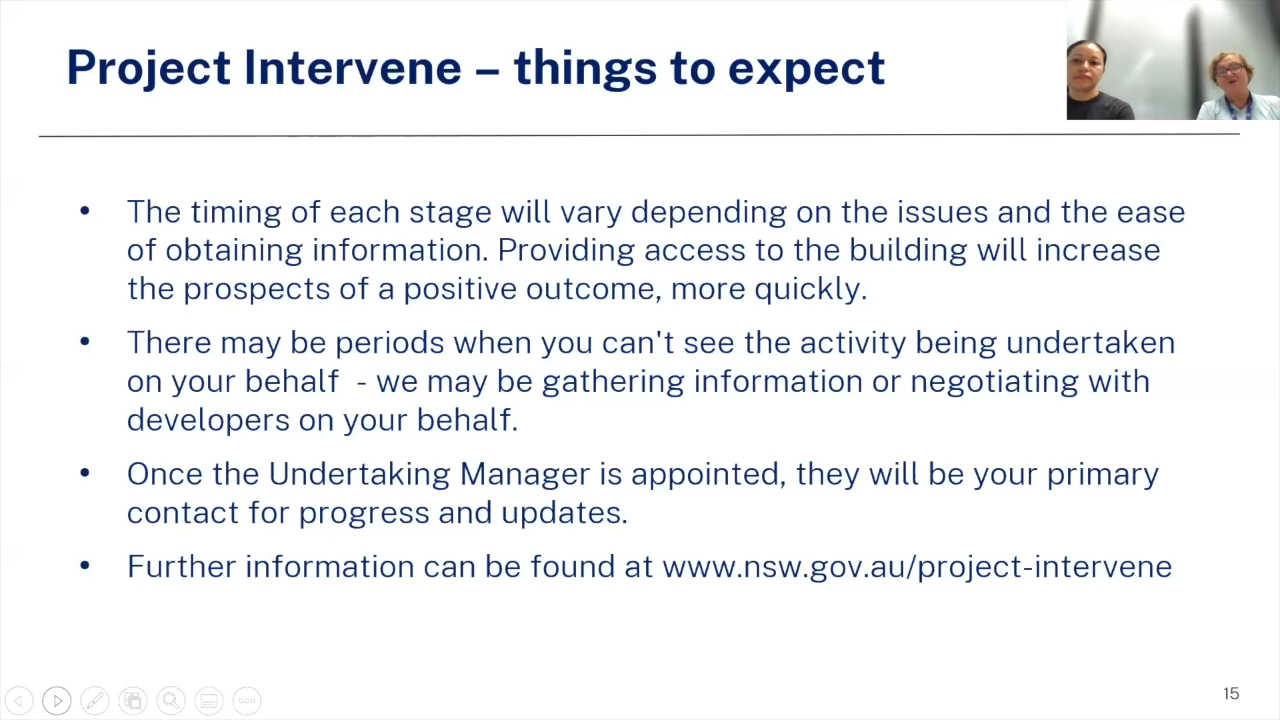 Project Intervene – things to expect
• The timing of each stage will vary depending on the issues and the ease
of obtaining information. Providing access to the building will increase
the prospects of a positive outcome, more quickly.
• There may be periods when you can't see the activity being undertaken
on your behalf  - we may be gathering information or negotiating with
developers on your behalf.
• Once the Undertaking Manager is appointed, they will be your primary
contact for progress and updates.
• Further information can be found at www.nsw.gov.au/project-intervene
15